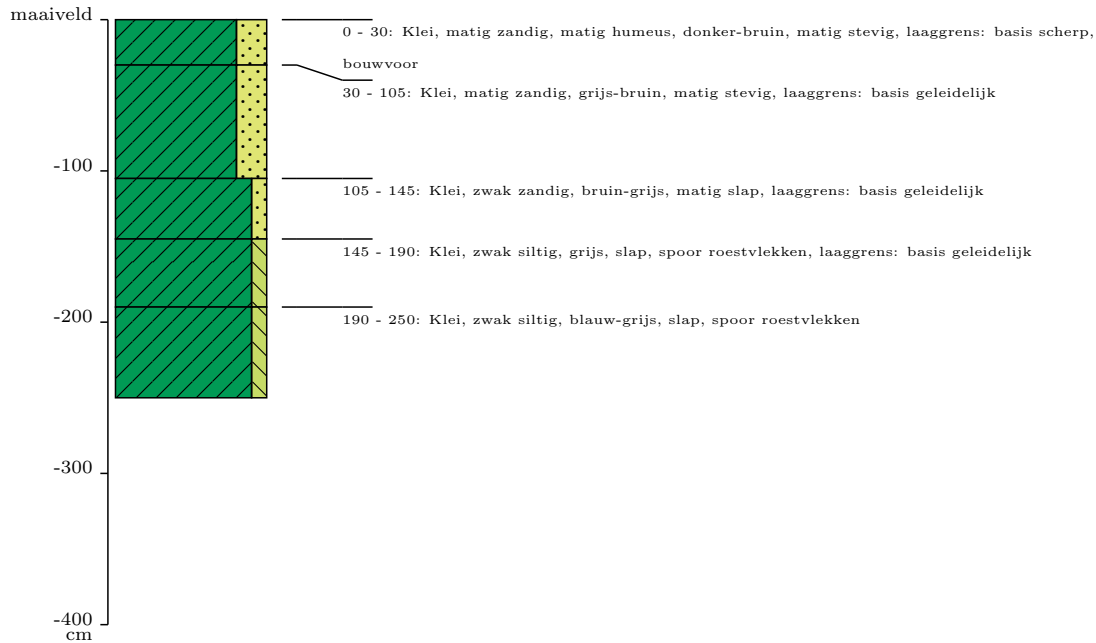 maaiveld
0 - 30: Klei, matig zandig, matig humeus, donker-bruin, matig stevig, laaggrens: basis scherp,
bouwvoor
30 - 105: Klei, matig zandig, grijs-bruin, matig stevig, laaggrens: basis geleidelijk
-100
105 - 145: Klei, zwak zandig, bruin-grijs, matig slap, laaggrens: basis geleidelijk
145 - 190: Klei, zwak siltig, grijs, slap, spoor roestvlekken, laaggrens: basis geleidelijk
-200
190 - 250: Klei, zwak siltig, blauw-grijs, slap, spoor roestvlekken
-300
-400
cm